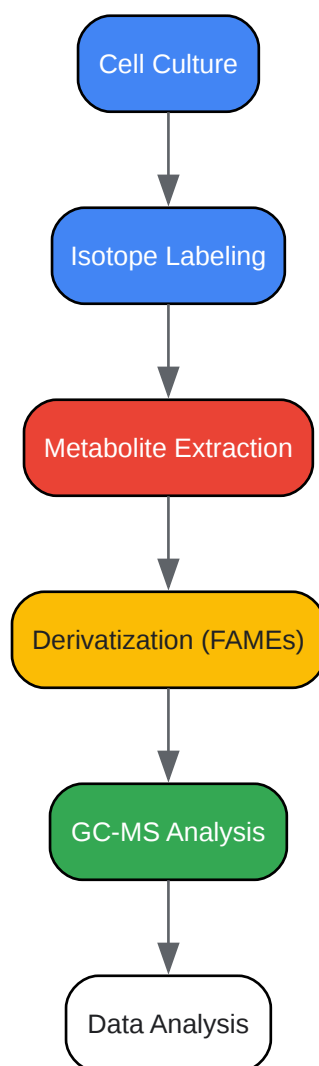 Cell Culture
Isotope Labeling
Metabolite Extraction
Derivatization (FAMEs)
GC-MS Analysis
Data Analysis